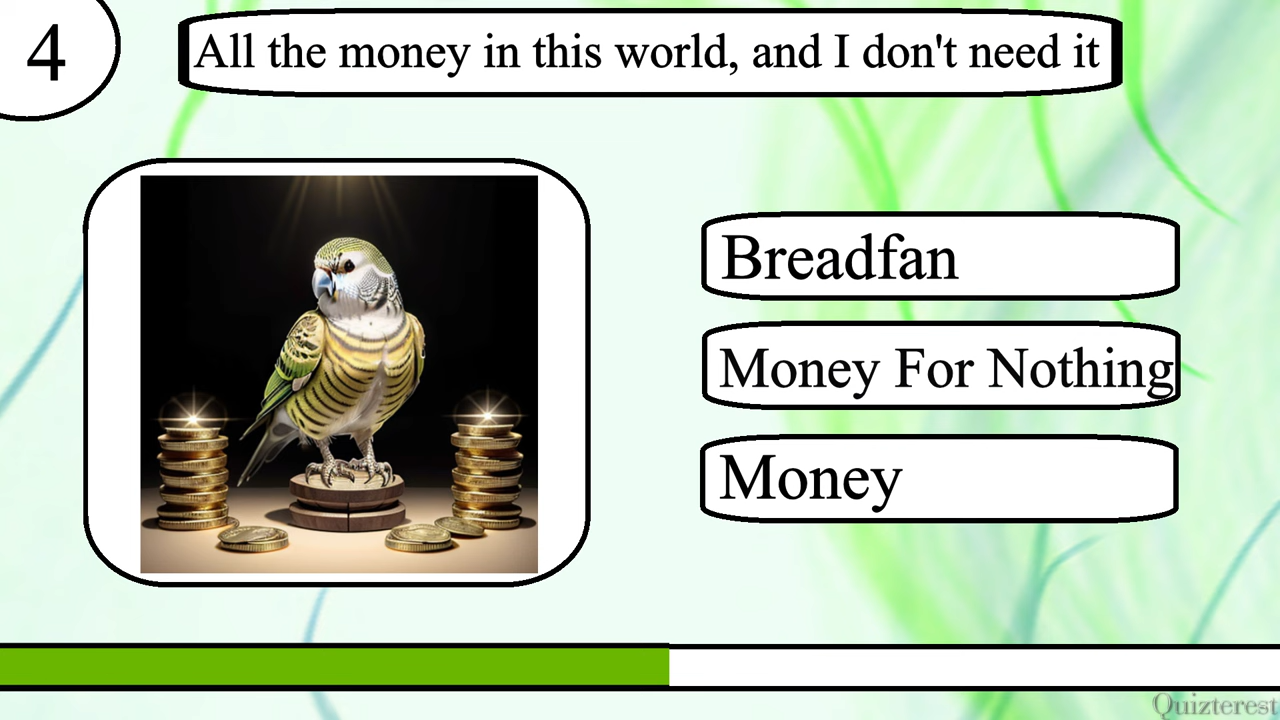 4
All the money in this world, and I don't need it
Breadfan
Money For Nothing
Money
Quizterest